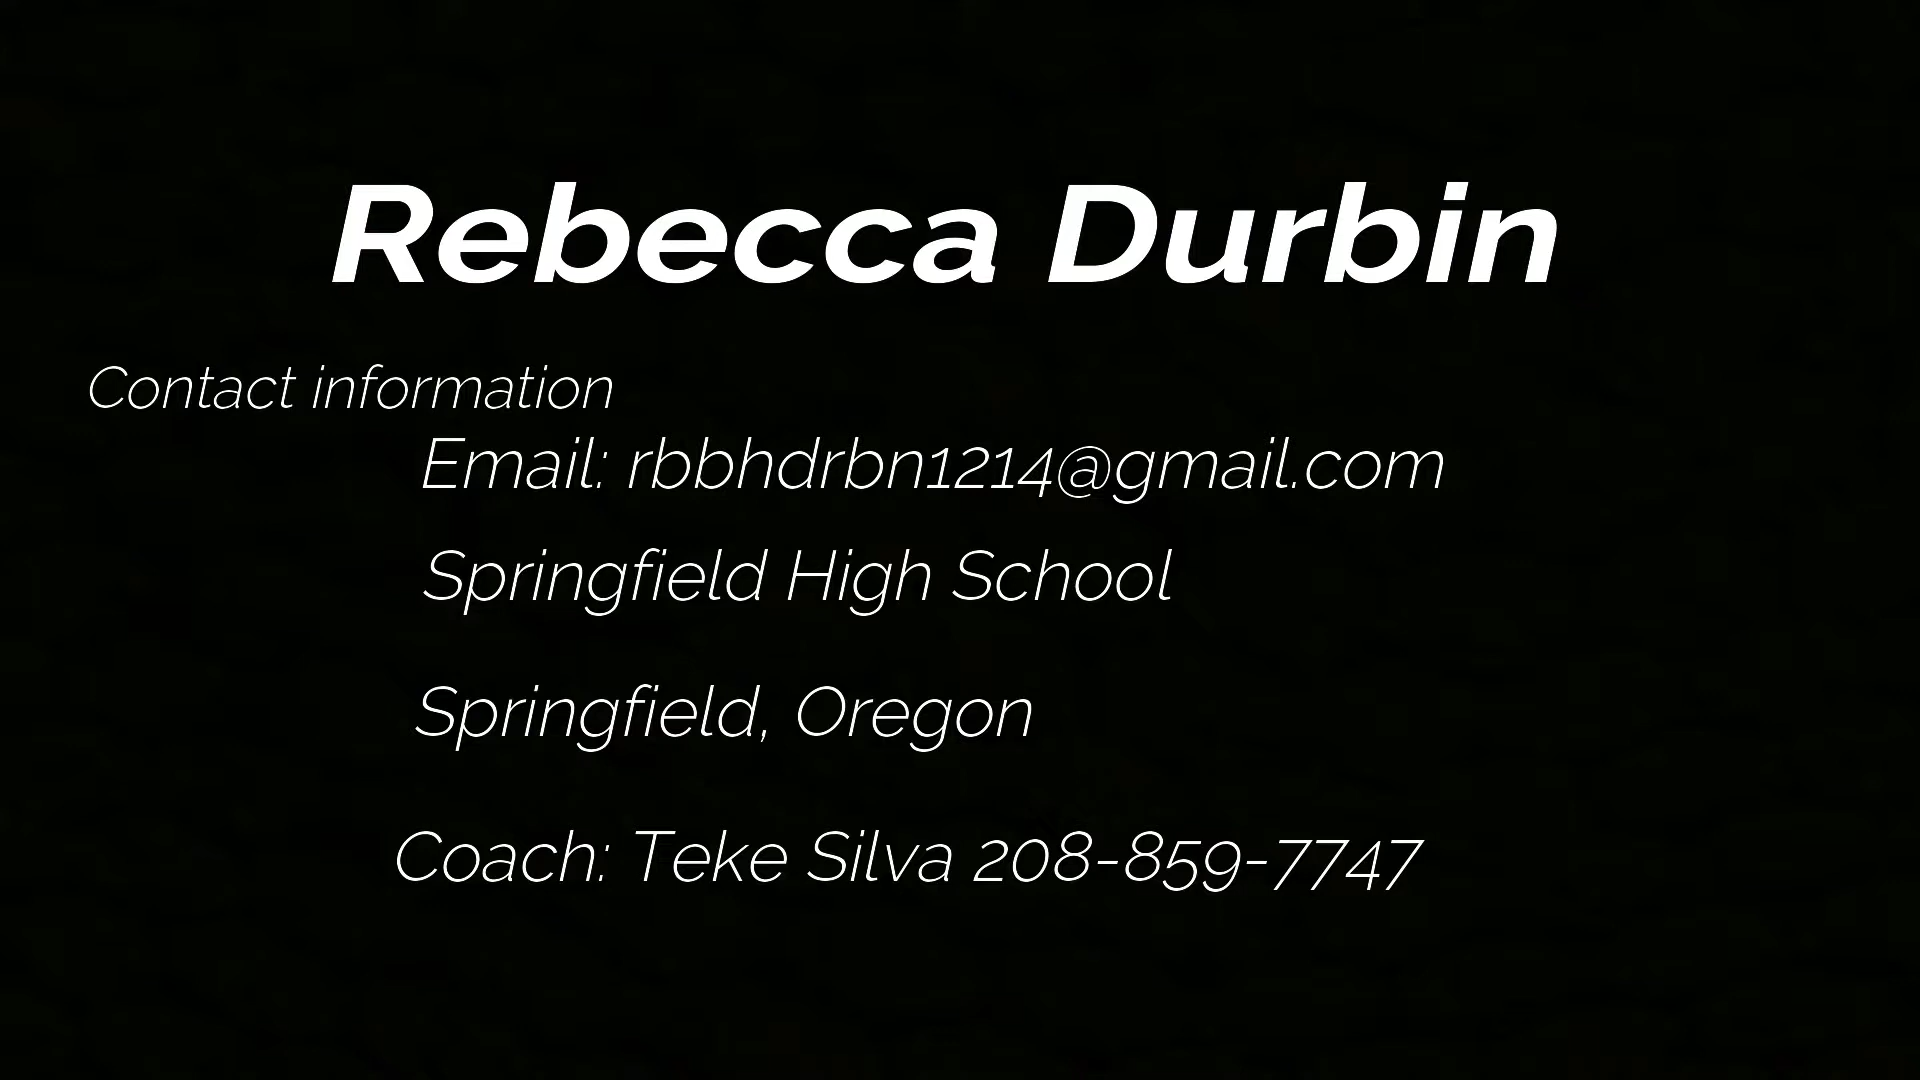 Rebecca Durbin
Contact information
Email: rbbhdrbn1214@gmail.com
Springfield High School
Springfield, Oregon
Coach: Teke Silva 208-859-7747